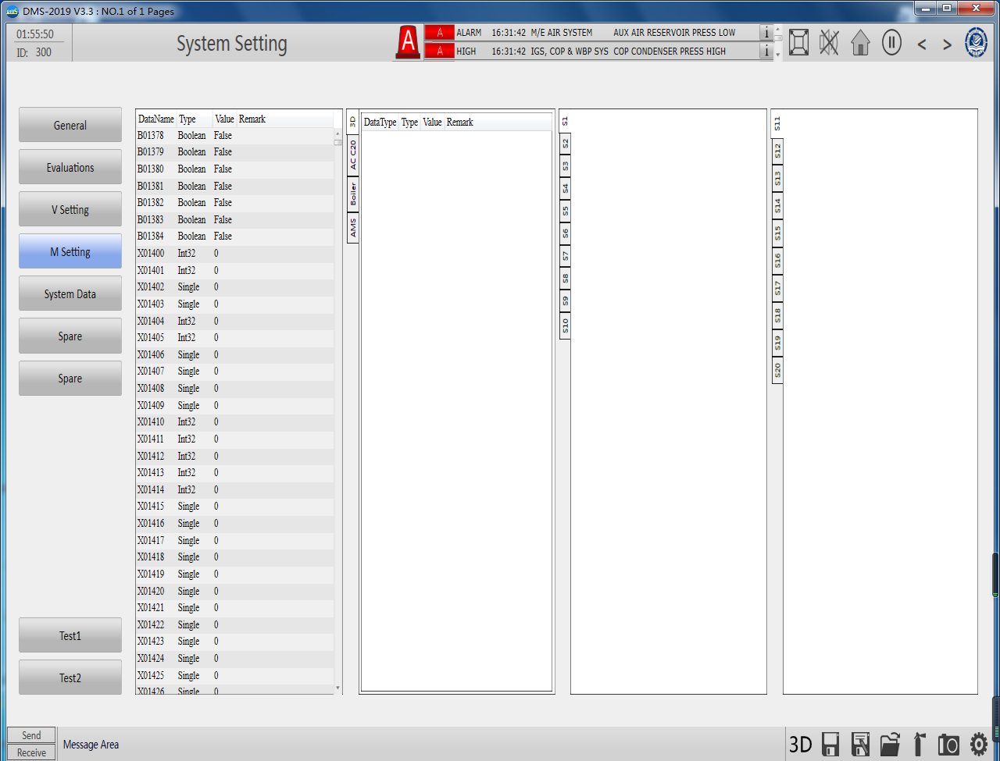 DMS-2019 V3.3 : NO.1 of 1 Pages
01:55:50
ID: 300
System Setting
A
A ALARM 16:31:42 M/E AIR SYSTEM AUX AIR RESERVOIR PRESS LOW i
A HIGH 16:31:42 IGS, COP & WBP SYS COP CONDENSER PRESS HIGH i
< >
General
Evaluations
V Setting
M Setting
System Data
Spare
Spare
Test1
Test2
DataName Type Value Remark
B01378 Boolean False
B01379 Boolean False
B01380 Boolean False
B01381 Boolean False
B01382 Boolean False
B01383 Boolean False
B01384 Boolean False
X01400 Int32 0
X01401 Int32 0
X01402 Single 0
X01403 Single 0
X01404 Int32 0
X01405 Int32 0
X01406 Single 0
X01407 Single 0
X01408 Single 0
X01409 Single 0
X01410 Int32 0
X01411 Int32 0
X01412 Int32 0
X01413 Int32 0
X01414 Int32 0
X01415 Single 0
X01416 Single 0
X01417 Single 0
X01418 Single 0
X01419 Single 0
X01420 Single 0
X01421 Single 0
X01422 Single 0
X01423 Single 0
X01424 Single 0
X01425 Single 0
X01426 Single 0
3D
AC C20
Boiler
AMS
DataType Type Value Remark
S1
S2
S3
S4
S5
S6
S7
S8
S9
S10
S11
S12
S13
S14
S15
S16
S17
S18
S19
S20
Send
Receive
Message Area
3D